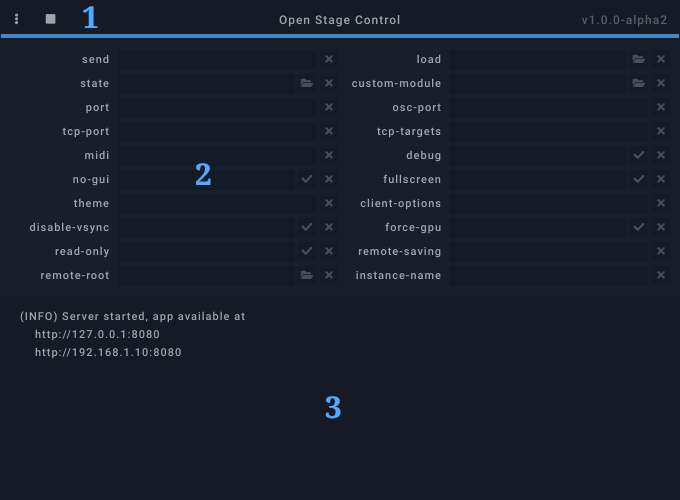 1 Open Stage Control v1.0.0-alpha2
send load
state custom-module
port osc-port
tcp-port tcp-targets
midi debug
2
no-gui fullscreen
theme client-options
disable-vsync force-gpu
read-only remote-saving
remote-root instance-name
(INFO) Server started, app available at
http://127.0.0.1:8080
http://192.168.1.10:8080
3